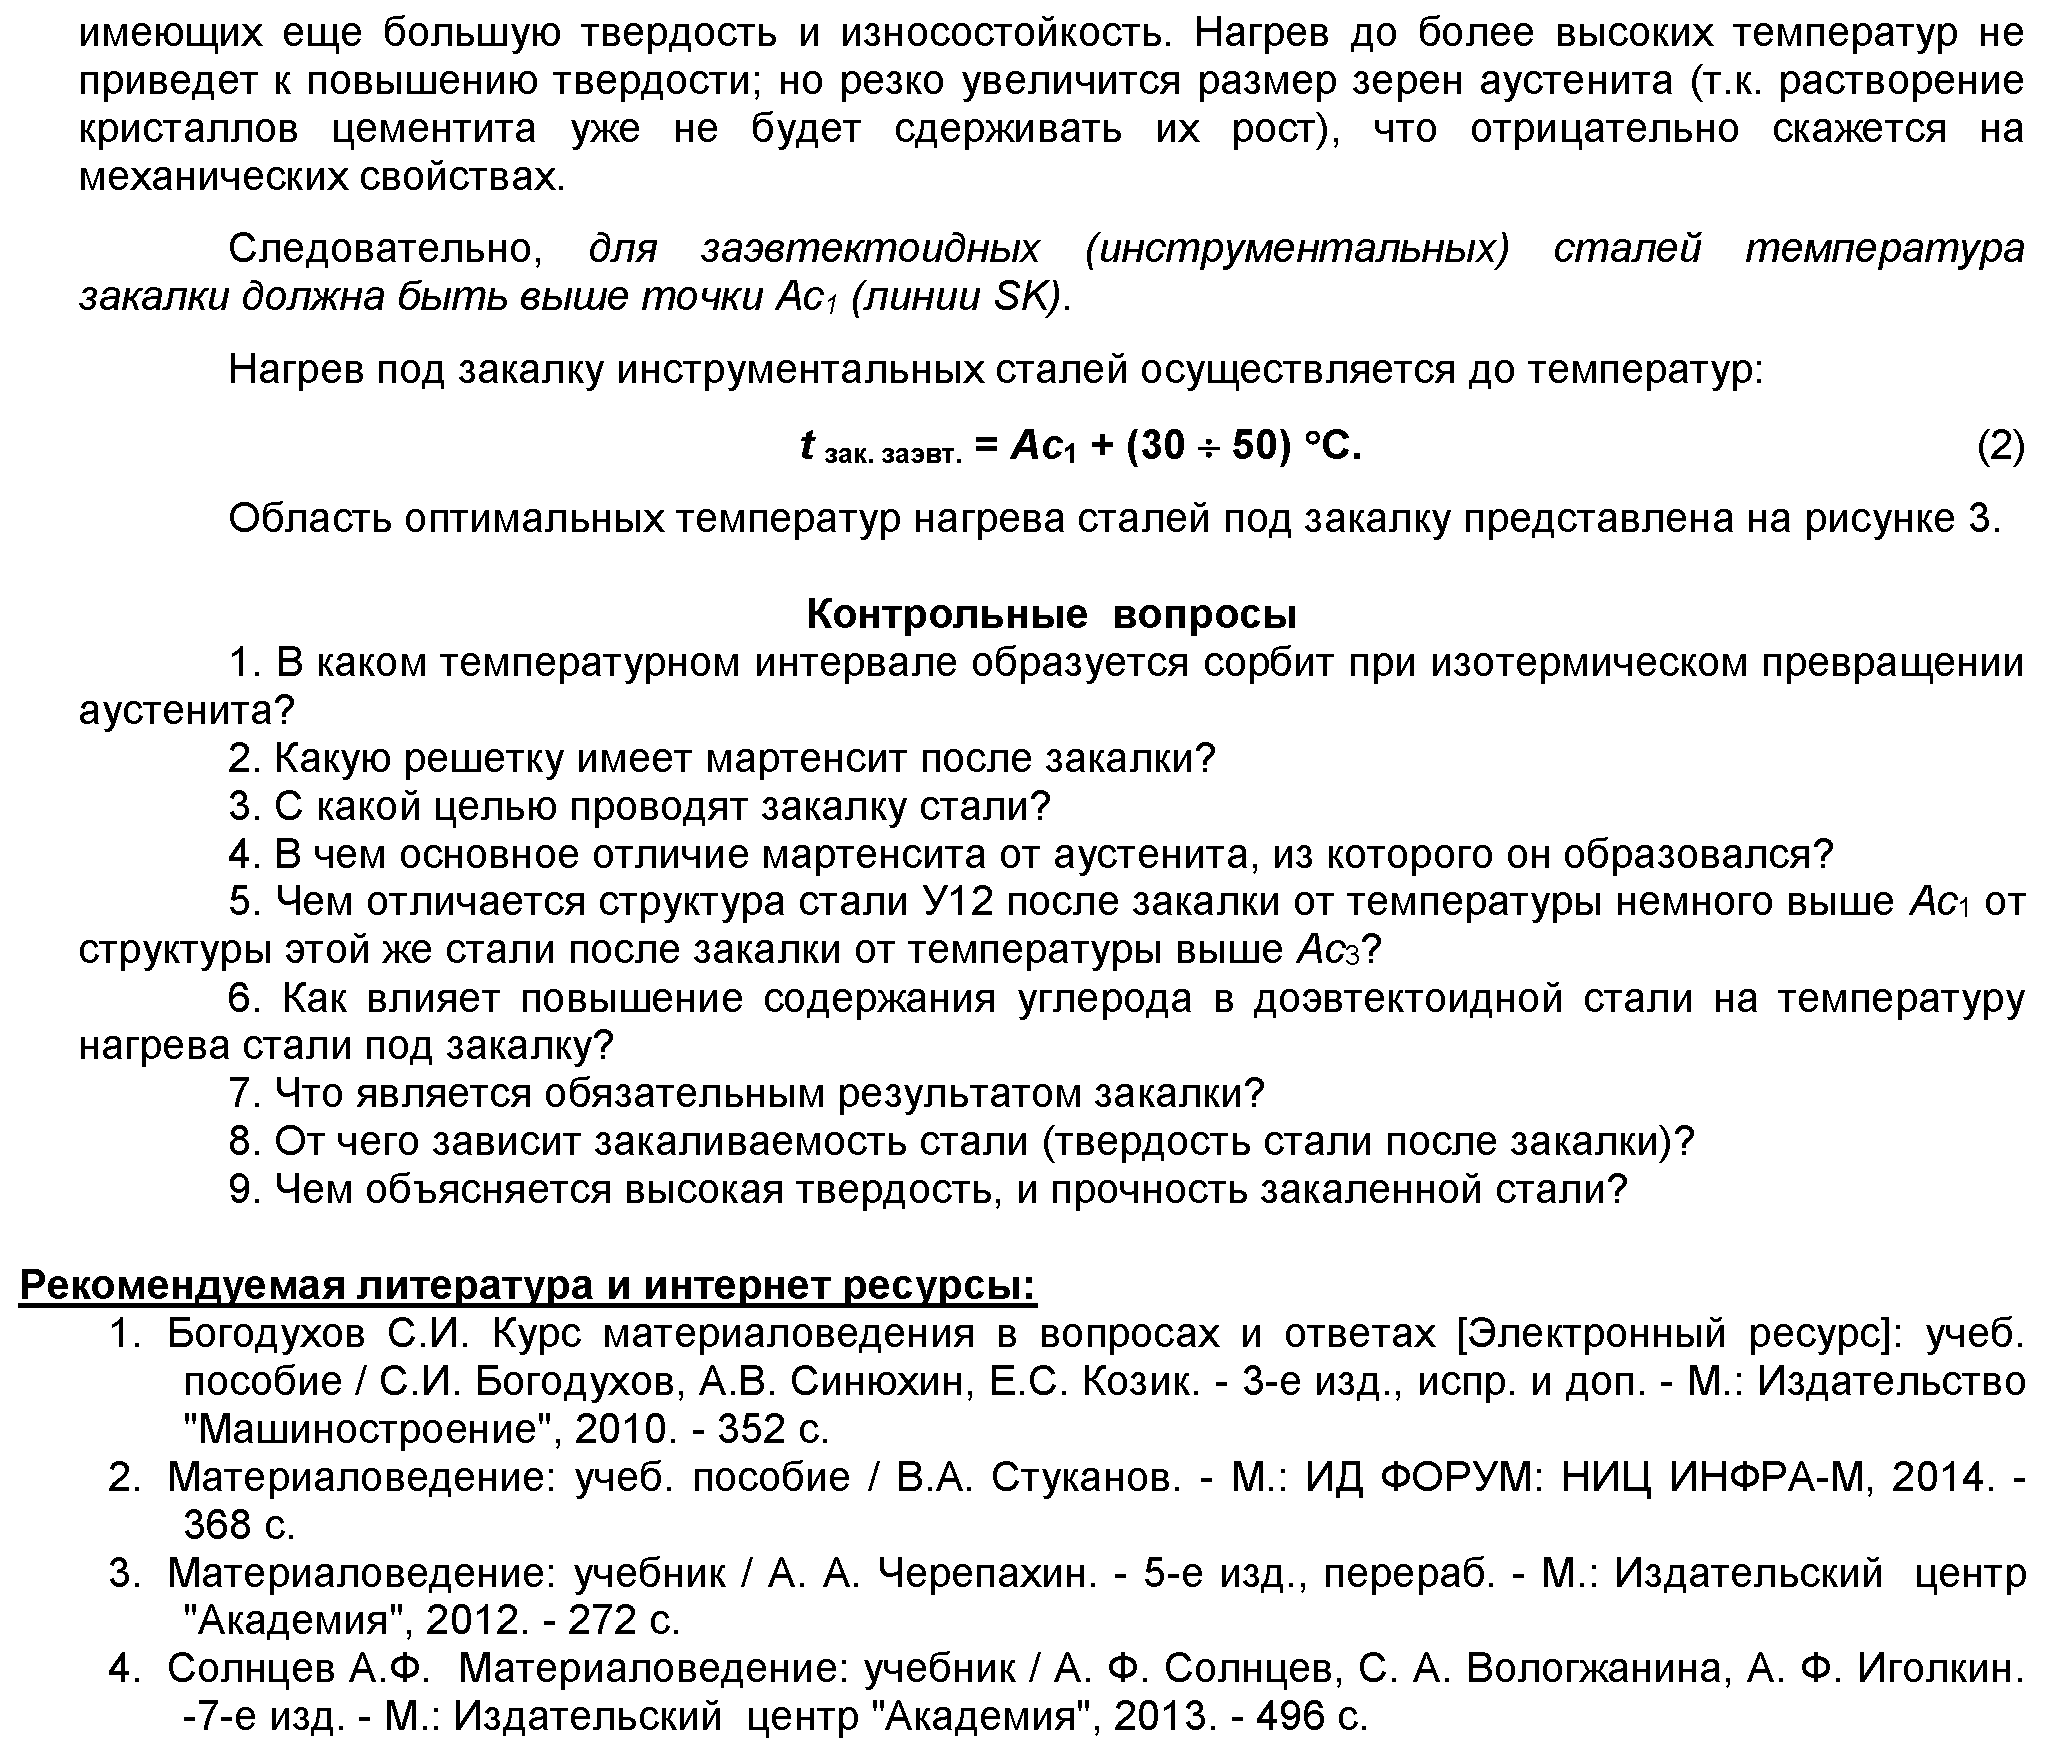 имеющих еще большую твердость и износостойкость. Нагрев до более высоких температур не
приведет к повышению твердости; но резко увеличится размер зерен аустенита (т.к. растворение
кристаллов цементита уже не будет сдерживать их рост), что отрицательно скажется на
механических свойствах.
Следовательно, для заэвтектоидных (инструментальных) сталей температура
закалки должна быть выше точки Ас₁ (линии SK).
Нагрев под закалку инструментальных сталей осуществляется до температур:
t зак. заэвт. = Ас₁ + (30 ÷ 50) °С. (2)
Область оптимальных температур нагрева сталей под закалку представлена на рисунке 3.
Контрольные вопросы
1. В каком температурном интервале образуется сорбит при изотермическом превращении
аустенита?
2. Какую решетку имеет мартенсит после закалки?
3. С какой целью проводят закалку стали?
4. В чем основное отличие мартенсита от аустенита, из которого он образовался?
5. Чем отличается структура стали У12 после закалки от температуры немного выше Ас₁ от
структуры этой же стали после закалки от температуры выше Ас₃?
6. Как влияет повышение содержания углерода в доэвтектоидной стали на температуру
нагрева стали под закалку?
7. Что является обязательным результатом закалки?
8. От чего зависит закаливаемость стали (твердость стали после закалки)?
9. Чем объясняется высокая твердость, и прочность закаленной стали?
Рекомендуемая литература и интернет ресурсы:
1. Богодухов С.И. Курс материаловедения в вопросах и ответах [Электронный ресурс]: учеб.
пособие / С.И. Богодухов, А.В. Синюхин, Е.С. Козик. - 3-е изд., испр. и доп. - М.: Издательство
"Машиностроение", 2010. - 352 с.
2. Материаловедение: учеб. пособие / В.А. Стуканов. - М.: ИД ФОРУМ: НИЦ ИНФРА-М, 2014. -
368 с.
3. Материаловедение: учебник / А. А. Черепахин. - 5-е изд., перераб. - М.: Издательский центр
"Академия", 2012. - 272 с.
4. Солнцев А.Ф. Материаловедение: учебник / А. Ф. Солнцев, С. А. Вологжанина, А. Ф. Иголкин.
-7-е изд. - М.: Издательский центр "Академия", 2013. - 496 с.